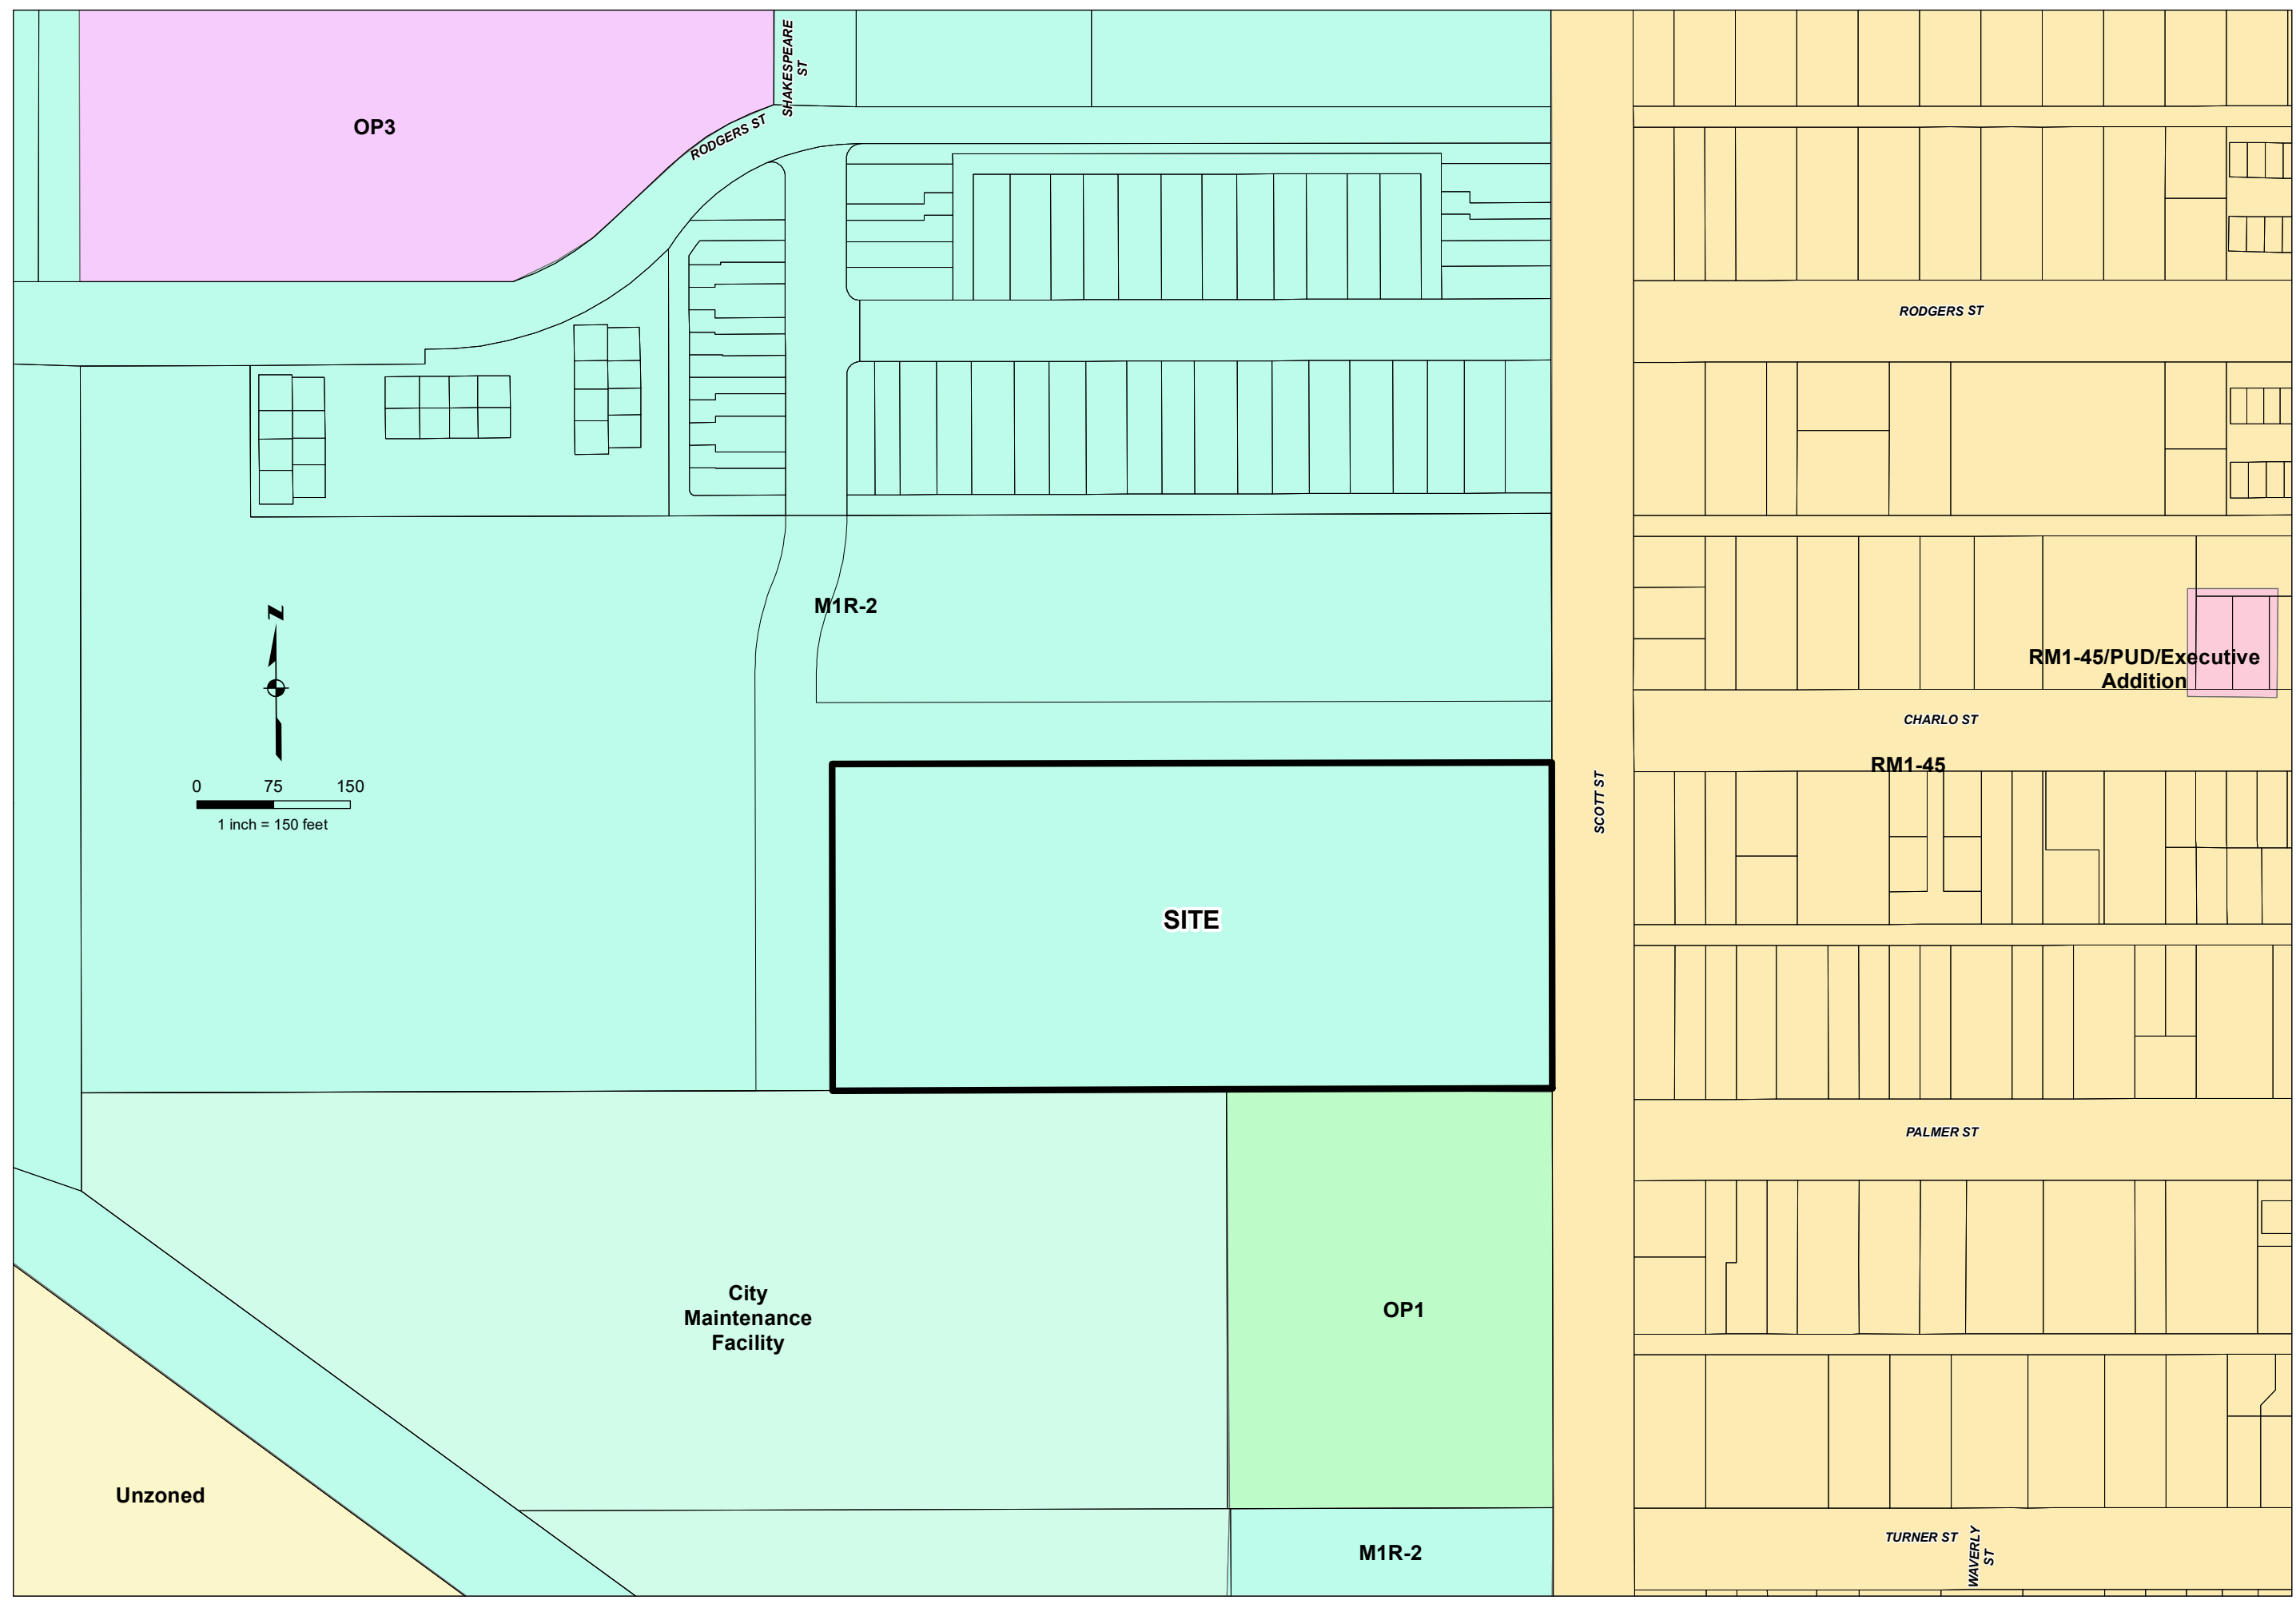 SHAKESPEARE
ST
OP3
RODGERS ST
RODGERS ST
N
M1R-2
RM1-45/PUD/Executive
Addition
CHARLO ST
RM1-45
0 75 150
1 inch = 150 feet
SCOTT ST
SITE
PALMER ST
City
Maintenance
Facility
OP1
Unzoned
M1R-2
TURNER ST
WAVERLY
ST